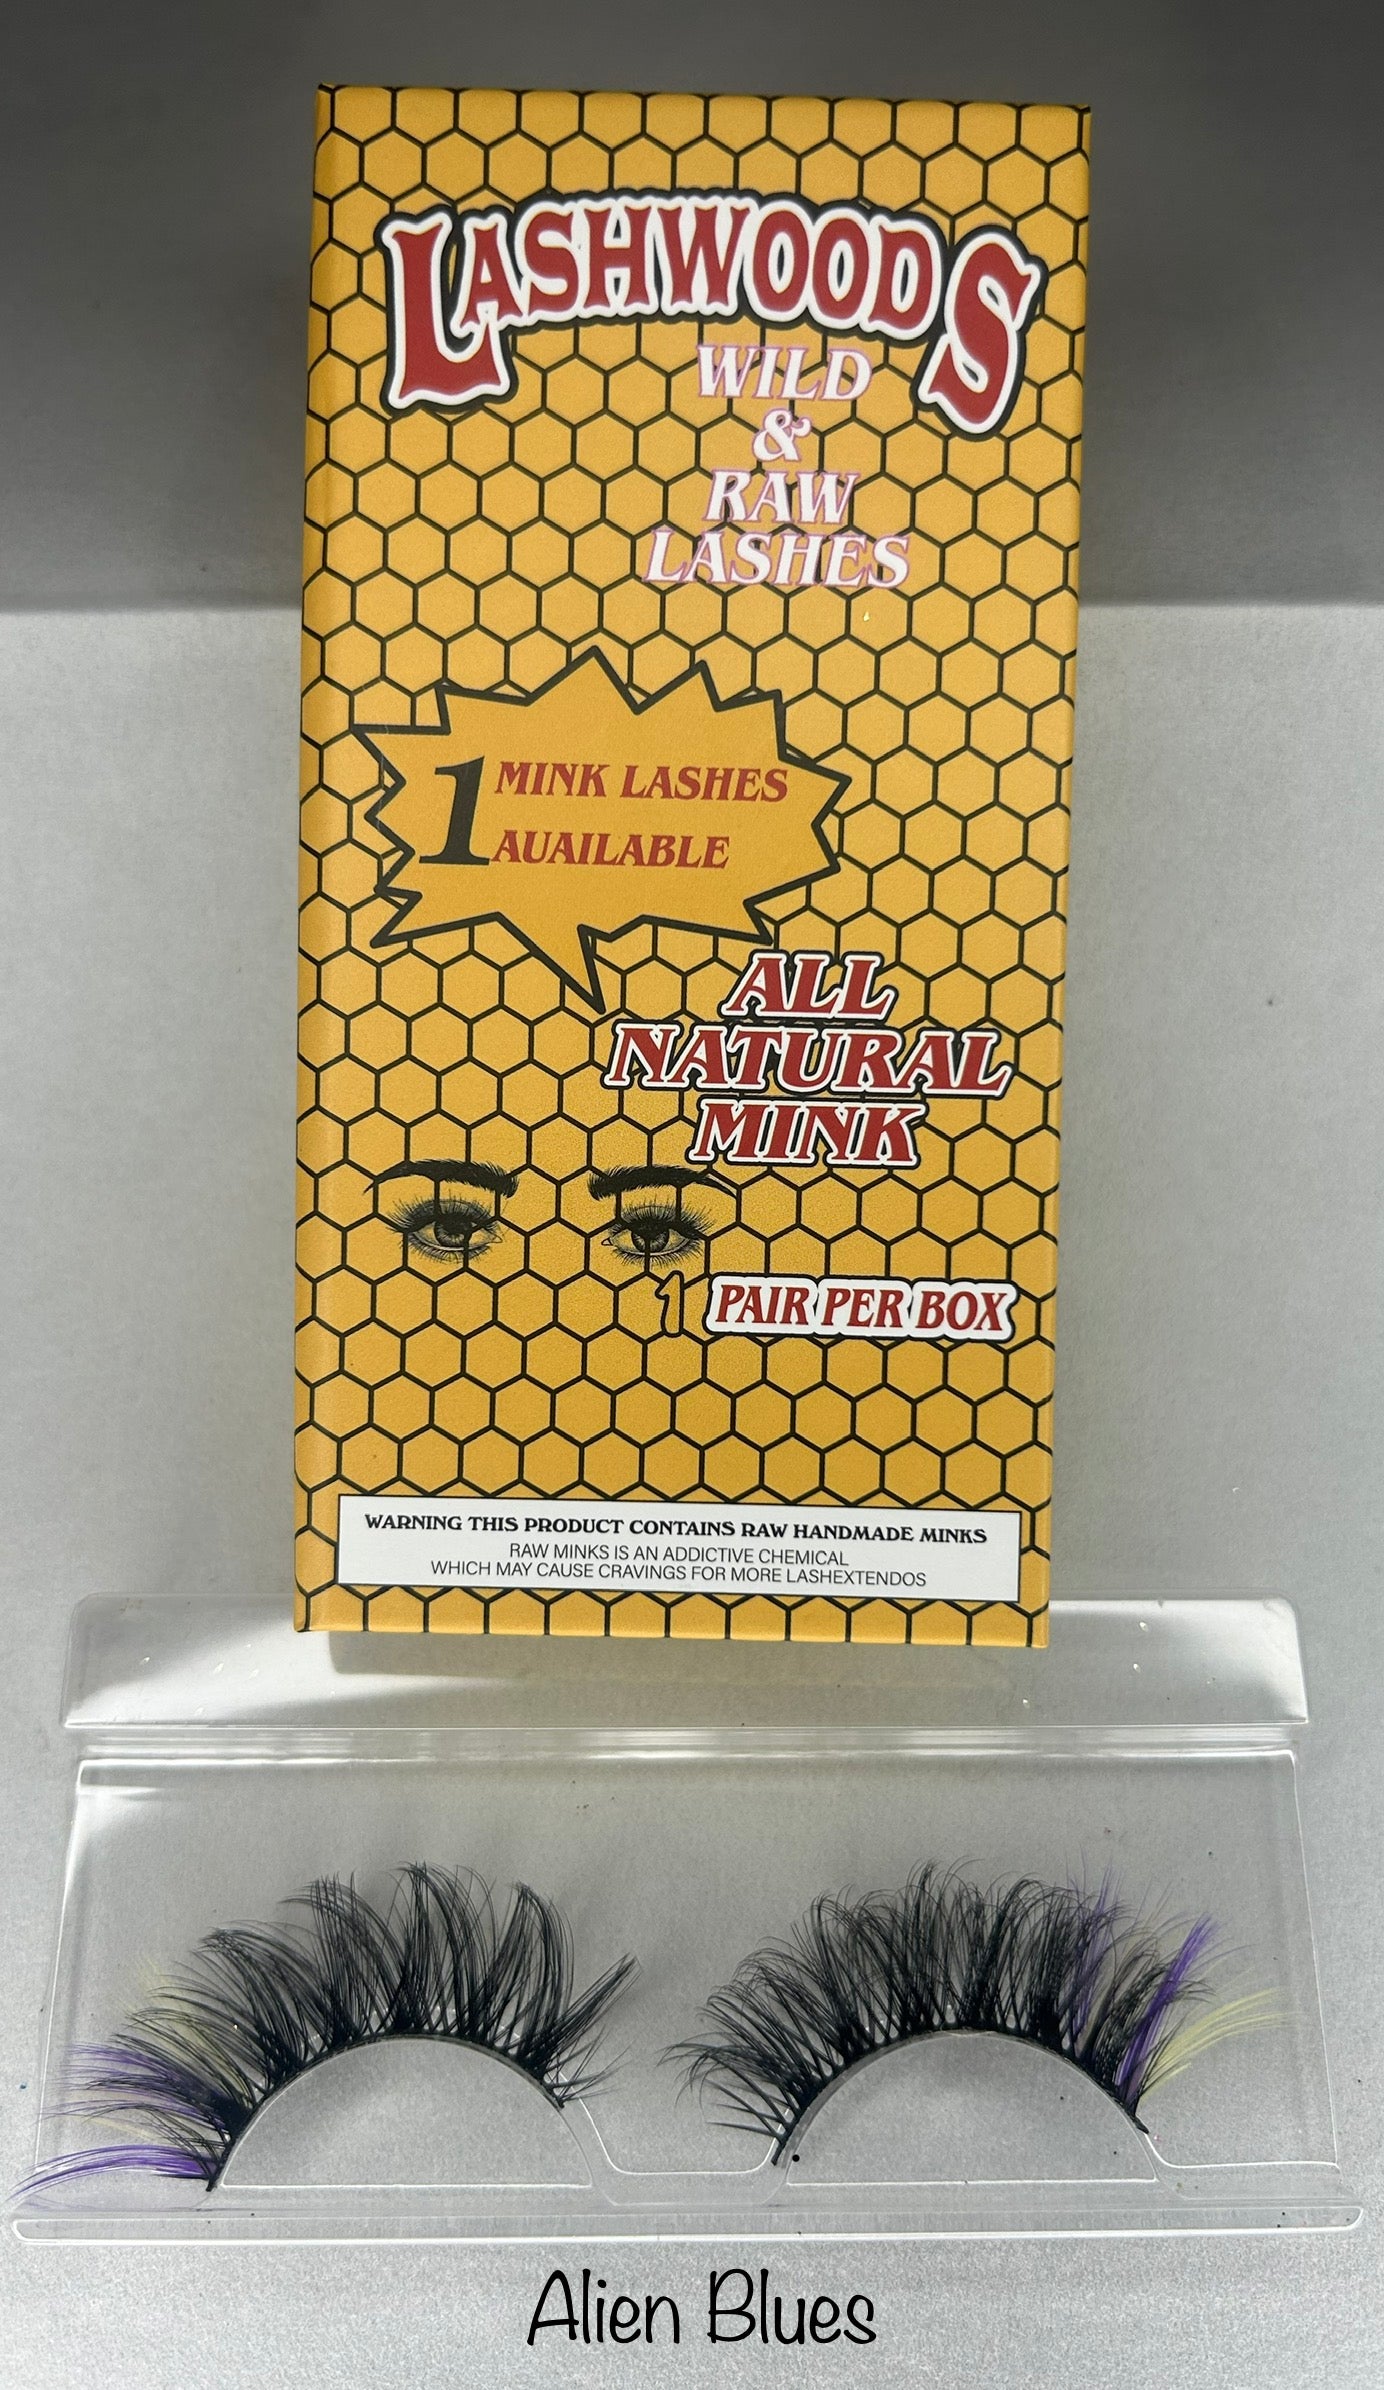 LASHWOODS
WILD
&
RAW
LASHES
1 MINK LASHES
AUAILABLE
ALL
NATURAL
MINK
1 PAIR PER BOX
WARNING THIS PRODUCT CONTAINS RAW HANDMADE MINKS
RAW MINKS IS AN ADDICTIVE CHEMICAL
WHICH MAY CAUSE CRAVINGS FOR MORE LASHEXTENDOS
Alien Blues